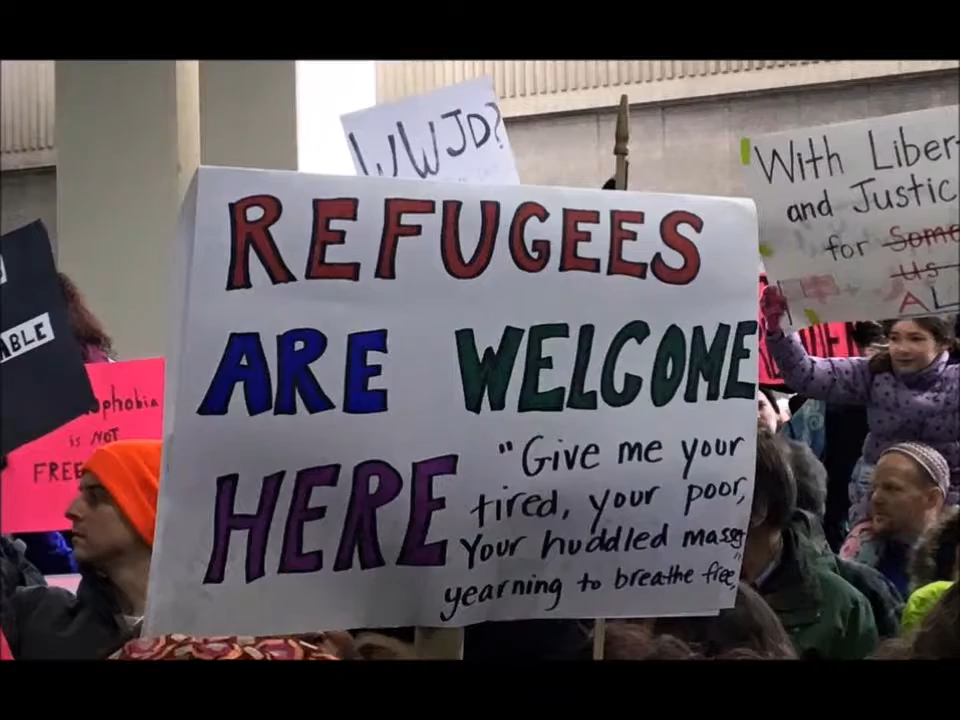 WWJD?
REFUGEES
ARE WELCOME
HERE
"Give me your
tired, your poor,
Your huddled masses
yearning to breathe free,"
With Liber
and Justice
for Some
Us
AL
ABLE
ophobia
is NOT
FREE